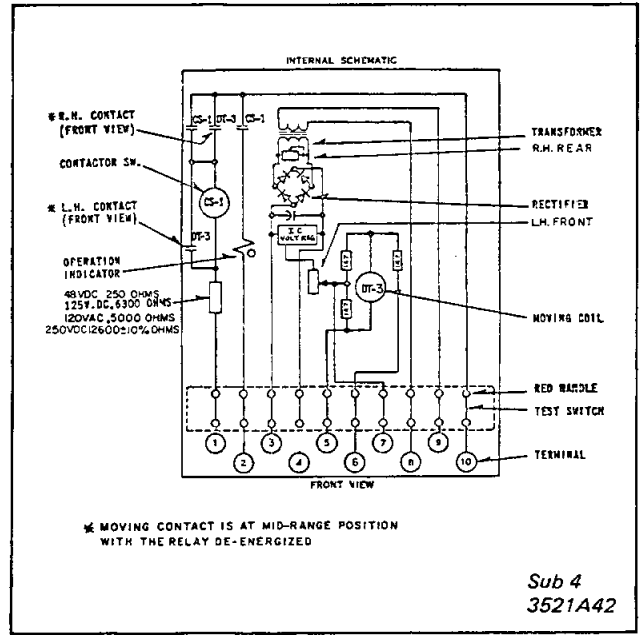 INTERNAL SCHEMATIC
* R.H. CONTACT
(FRONT VIEW)
CS-1
DT-3
CS-1
TRANSFORMER
R.H. REAR
CONTACTOR SW.
CS-1
RECTIFIER
* L.H. CONTACT
(FRONT VIEW)
DT-3
I C
VOLT REG.
L.H. FRONT
OPERATION
INDICATOR
DT-3
MOVING COIL
48VDC 250 OHMS
125V.DC,6300 OHMS
120VAC,5000 OHMS
250VDC12600±10% OHMS
RED HANDLE
TEST SWITCH
1
2
3
4
5
6
7
8
9
10
TERMINAL
FRONT VIEW
* MOVING CONTACT IS AT MID-RANGE POSITION
WITH THE RELAY DE-ENERGIZED
Sub 4
3521A42